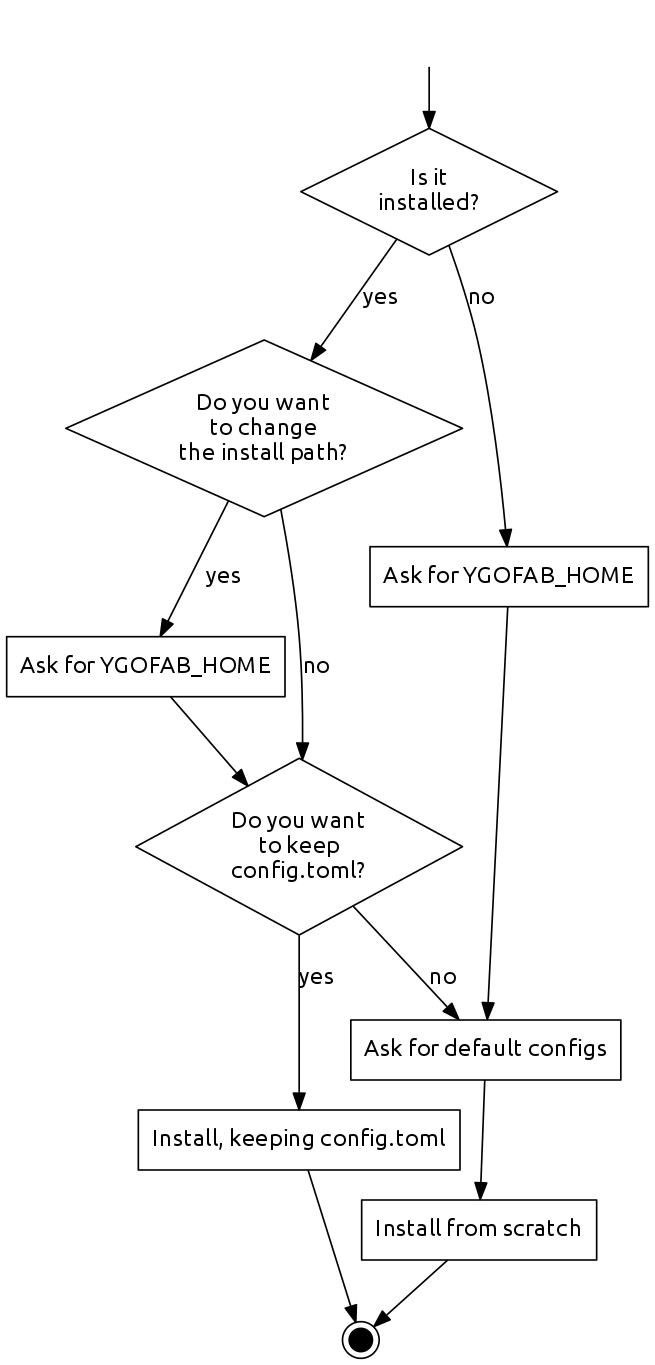 Is it
installed?
yes
no
Do you want
to change
the install path?
yes
Ask for YGOFAB_HOME
Ask for YGOFAB_HOME
no
Do you want
to keep
config.toml?
yes
no
Ask for default configs
Install, keeping config.toml
Install from scratch